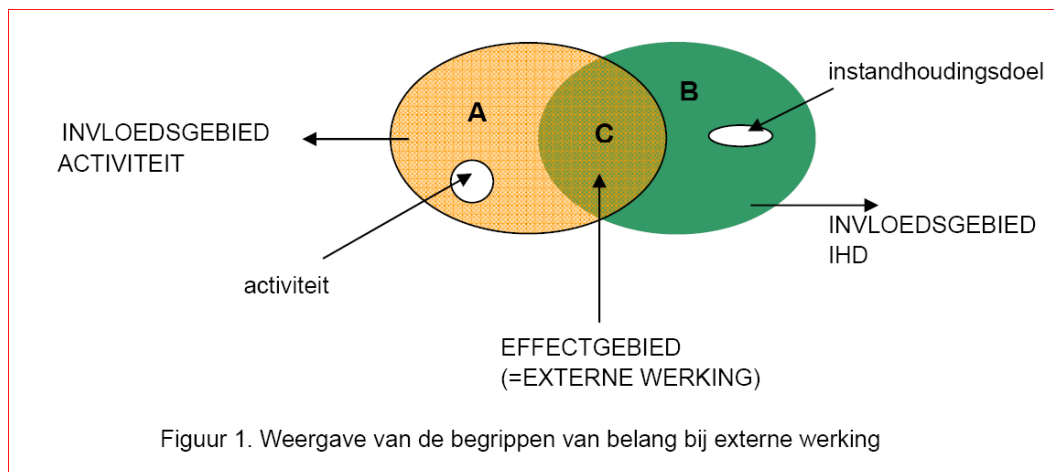 instandhoudingsdoel
B
A
INVLOEDSGEBIED
ACTIVITEIT
C
INVLOEDSGEBIED
IHD
activiteit
EFFECTGEBIED
(=EXTERNE WERKING)
Figuur 1. Weergave van de begrippen van belang bij externe werking